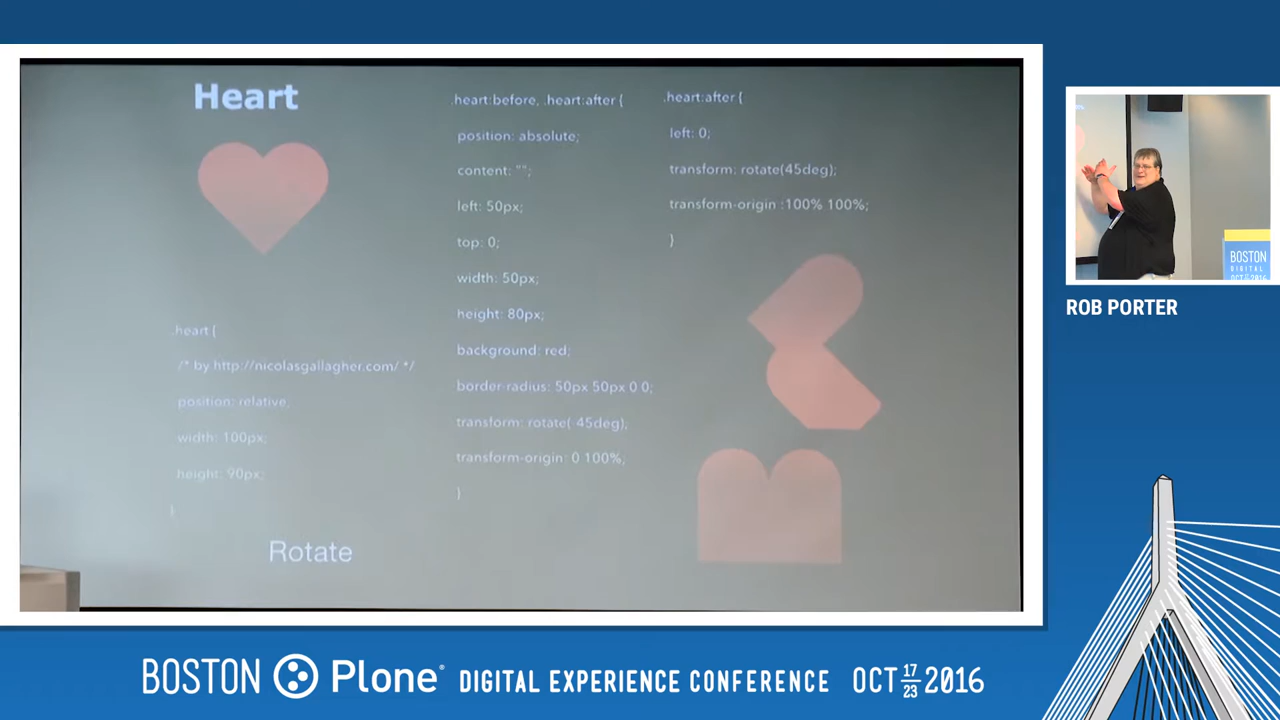 Heart
.heart {
/* by http://nicolasgallagher.com/ */
position: relative;
width: 100px;
height: 90px;
}
Rotate
.heart:before, .heart:after {
position: absolute;
content: "";
left: 50px;
top: 0;
width: 50px;
height: 80px;
background: red;
border-radius: 50px 50px 0 0;
transform: rotate( 45deg);
transform-origin: 0 100%;
}
.heart:after {
left: 0;
transform: rotate(45deg);
transform-origin :100% 100%;
}
BOSTON
DIGITAL
OCT 2016
ROB PORTER
BOSTON Plone® DIGITAL EXPERIENCE CONFERENCE OCT 17 23 2016